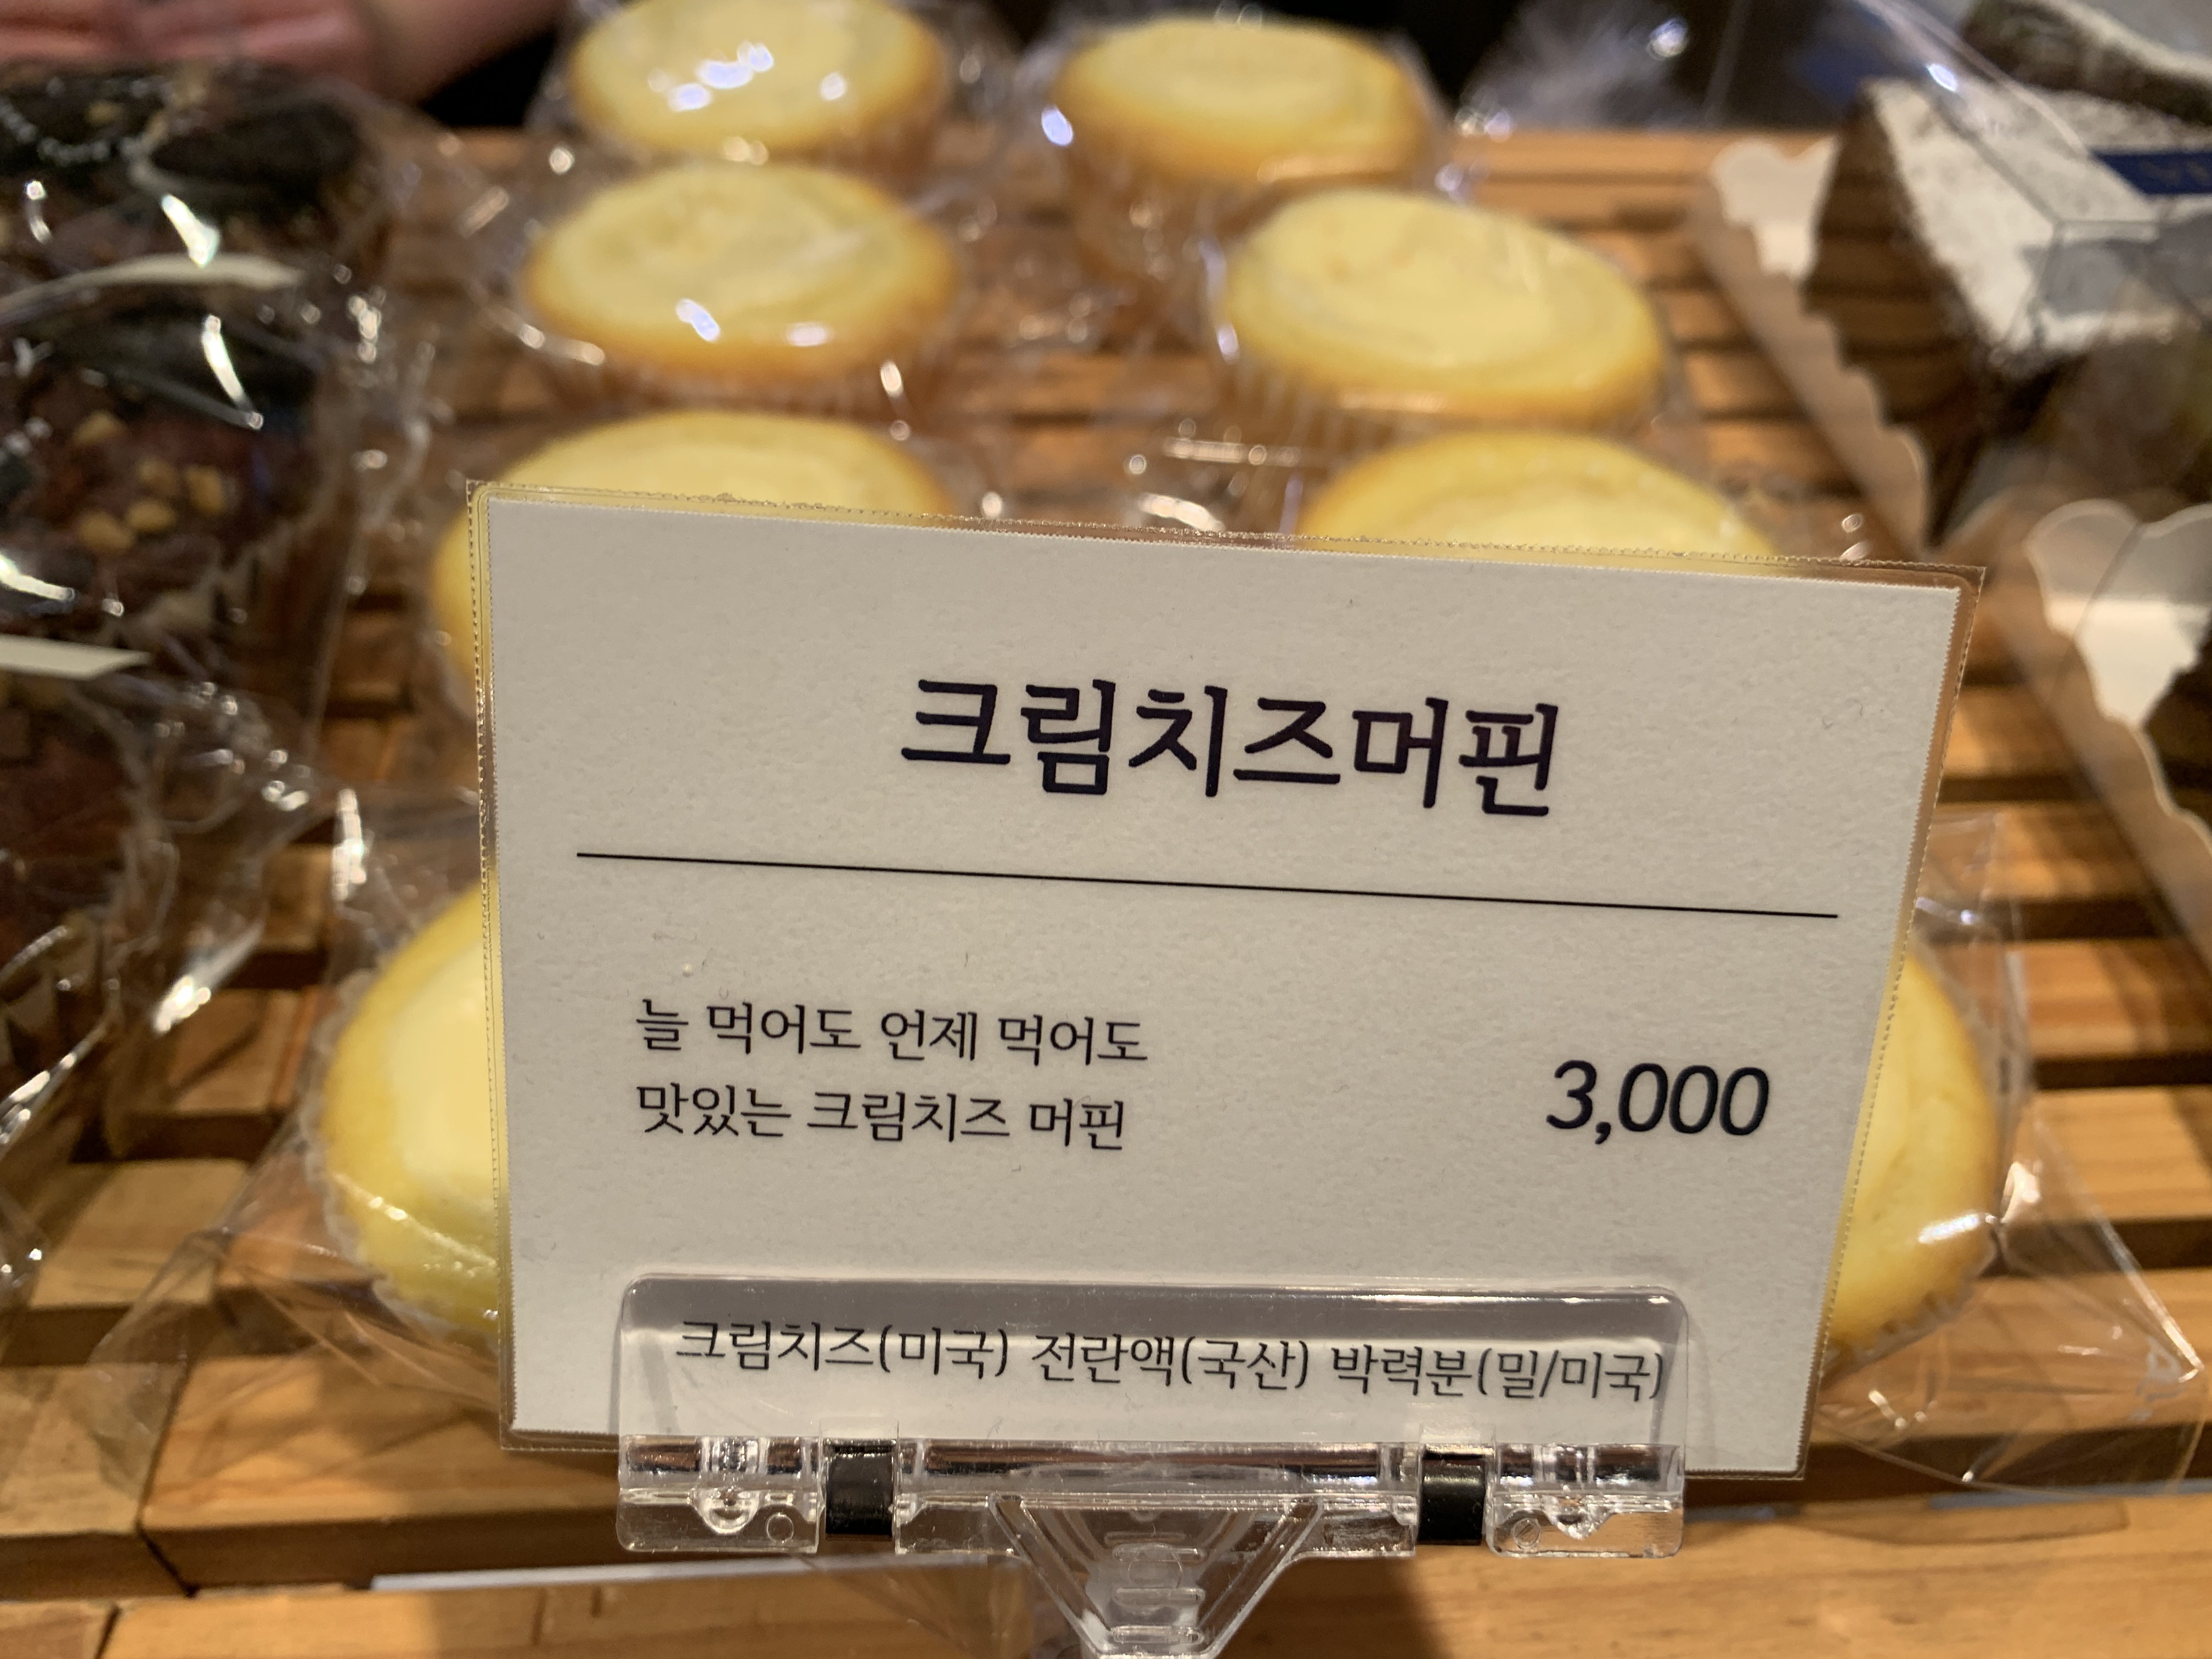 크림치즈머핀
늘 먹어도 언제 먹어도
맛있는 크림치즈 머핀
3,000
크림치즈(미국) 전란액(국산) 박력분(밀/미국)